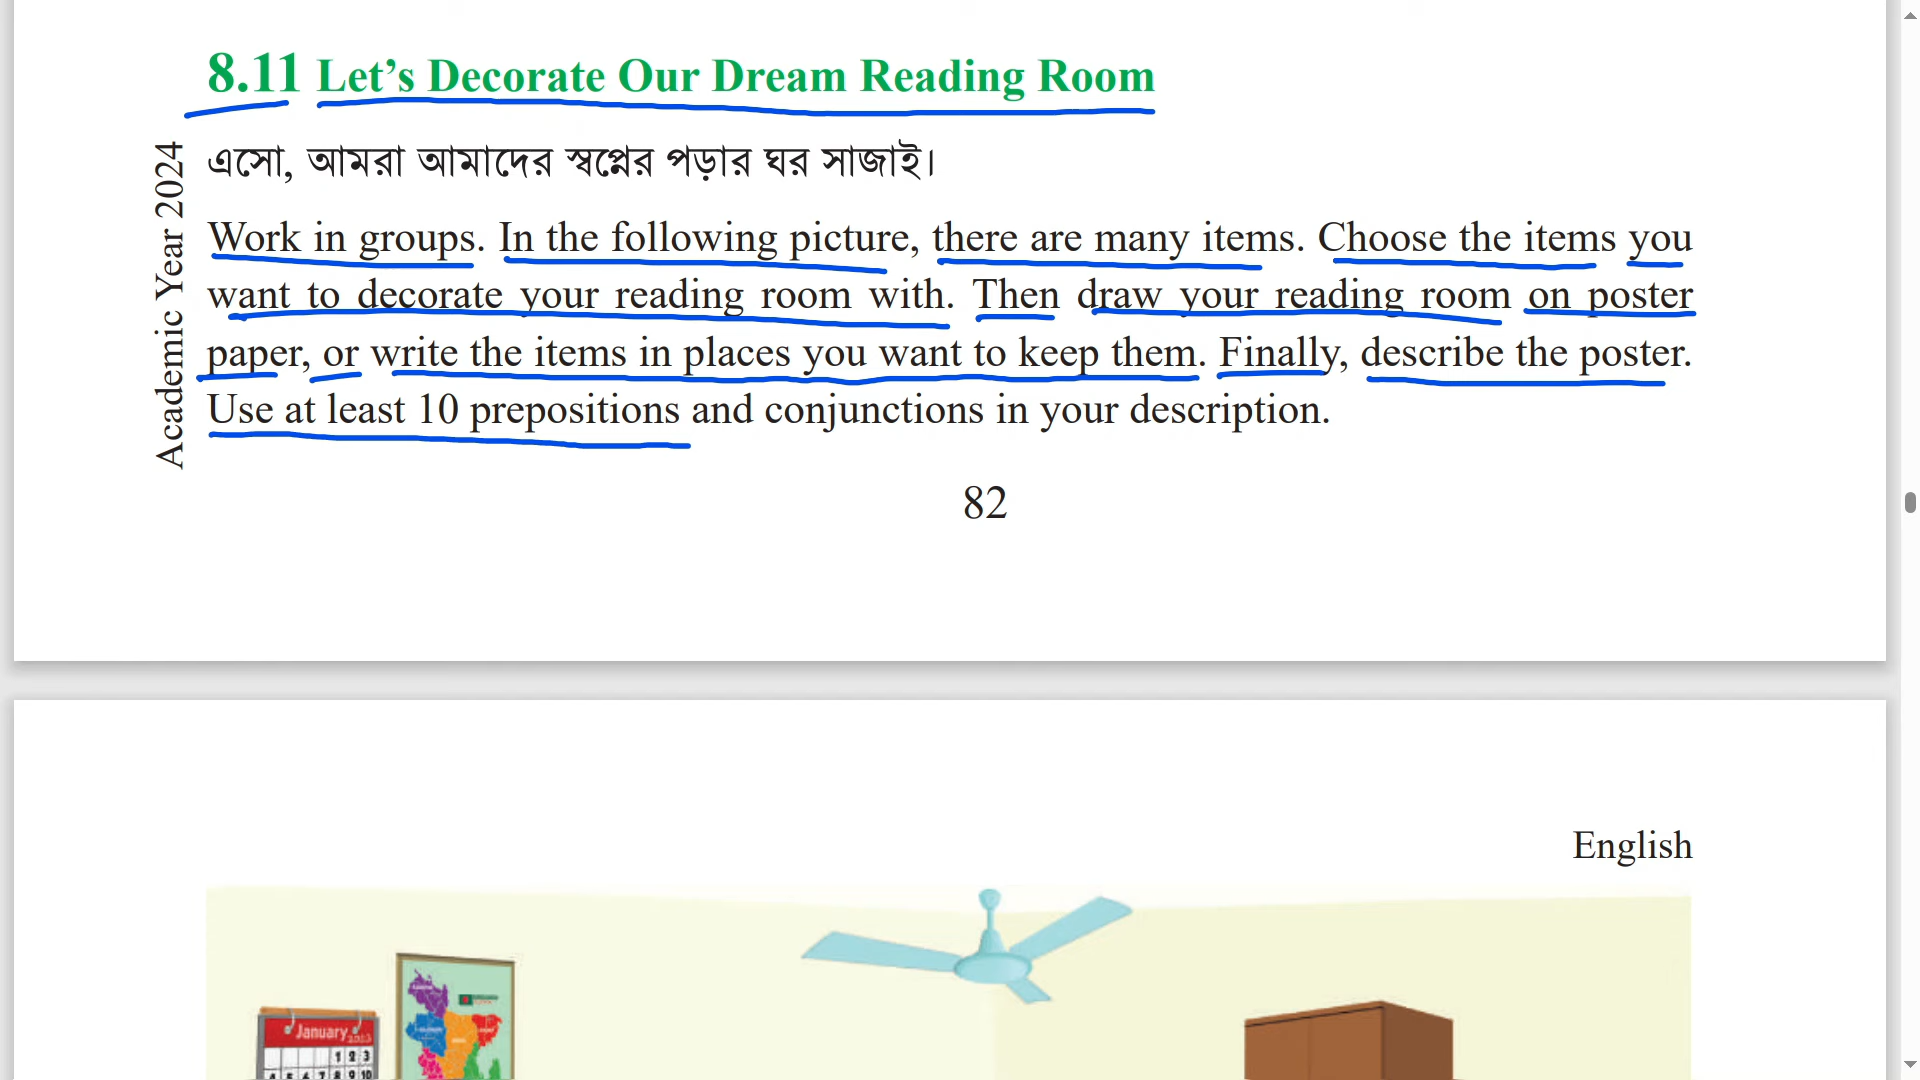 8.11 Let’s Decorate Our Dream Reading Room
এসো, আমরা আমাদের স্বপ্নের পড়ার ঘর সাজাই।
Academic Year 2024
Work in groups. In the following picture, there are many items. Choose the items you
want to decorate your reading room with. Then draw your reading room on poster
paper, or write the items in places you want to keep them. Finally, describe the poster.
Use at least 10 prepositions and conjunctions in your description.
82
English
January
1 2 3